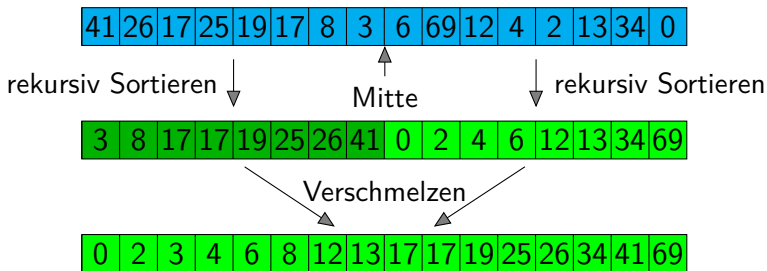 41 26 17 25 19 17 8 3 6 69 12 4 2 13 34 0
rekursiv Sortieren Mitte rekursiv Sortieren
3 8 17 17 19 25 26 41 0 2 4 6 12 13 34 69
Verschmelzen
0 2 3 4 6 8 12 13 17 17 19 25 26 34 41 69